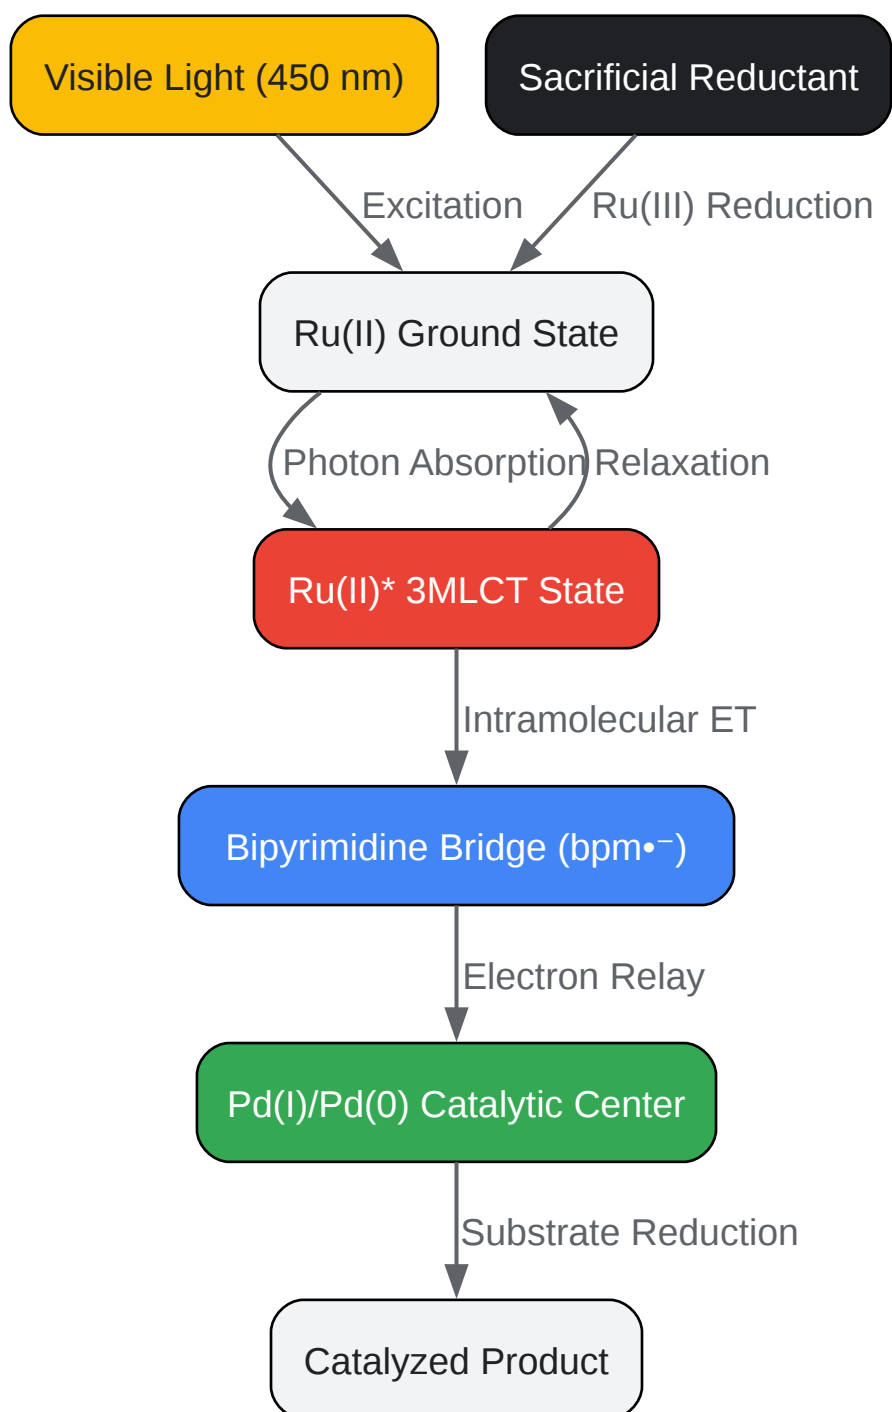 Visible Light (450 nm)
Sacrificial Reductant
Excitation
Ru(III) Reduction
Ru(II) Ground State
Photon Absorption
Relaxation
Ru(II)* 3MLCT State
Intramolecular ET
Bipyrimidine Bridge (bpm•⁻)
Electron Relay
Pd(I)/Pd(0) Catalytic Center
Substrate Reduction
Catalyzed Product